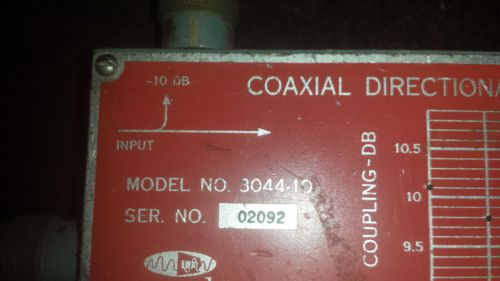 -10 DB
COAXIAL DIRECTIONA
INPUT
MODEL NO. 3044-10
SER. NO. 02092
COUPLING-DB
10.5
10
9.5